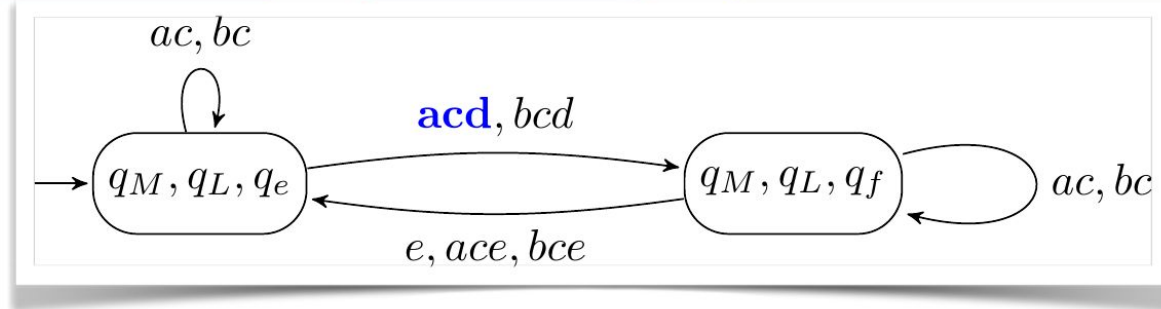 ac, bc
acd, bcd
q_M, q_L, q_e
q_M, q_L, q_f
ac, bc
e, ace, bce